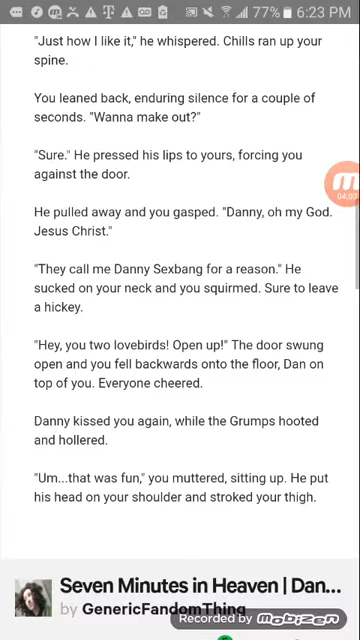 77% 6:23 PM
"Just how I like it," he whispered. Chills ran up your
spine.
You leaned back, enduring silence for a couple of
seconds. "Wanna make out?"
"Sure." He pressed his lips to yours, forcing you
against the door.
04:03
He pulled away and you gasped. "Danny, oh my God.
Jesus Christ."
"They call me Danny Sexbang for a reason." He
sucked on your neck and you squirmed. Sure to leave
a hickey.
"Hey, you two lovebirds! Open up!" The door swung
open and you fell backwards onto the floor, Dan on
top of you. Everyone cheered.
Danny kissed you again, while the Grumps hooted
and hollered.
"Um...that was fun," you muttered, sitting up. He put
his head on your shoulder and stroked your thigh.
Seven Minutes in Heaven | Dan...
by GenericFandomThing
Recorded by Mobizen